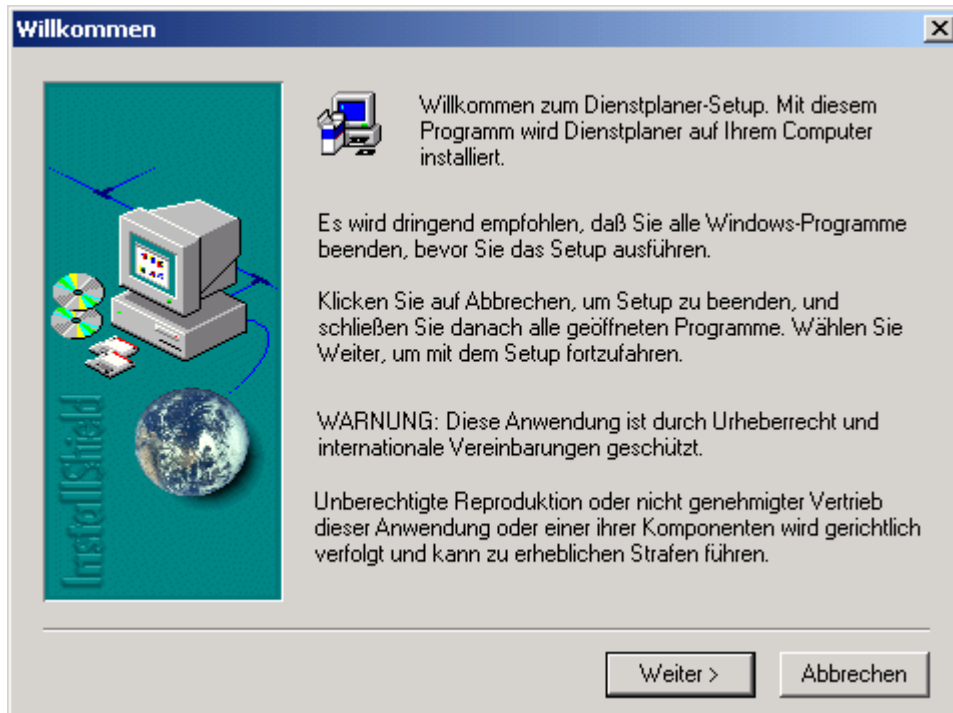 Willkommen
Willkommen zum Dienstplaner-Setup. Mit diesem
Programm wird Dienstplaner auf Ihrem Computer
installiert.
Es wird dringend empfohlen, daß Sie alle Windows-Programme
beenden, bevor Sie das Setup ausführen.
Klicken Sie auf Abbrechen, um Setup zu beenden, und
schließen Sie danach alle geöffneten Programme. Wählen Sie
Weiter, um mit dem Setup fortzufahren.
WARNUNG: Diese Anwendung ist durch Urheberrecht und
internationale Vereinbarungen geschützt.
Unberechtigte Reproduktion oder nicht genehmigter Vertrieb
dieser Anwendung oder einer ihrer Komponenten wird gerichtlich
verfolgt und kann zu erheblichen Strafen führen.
InstallShield
Weiter >
Abbrechen